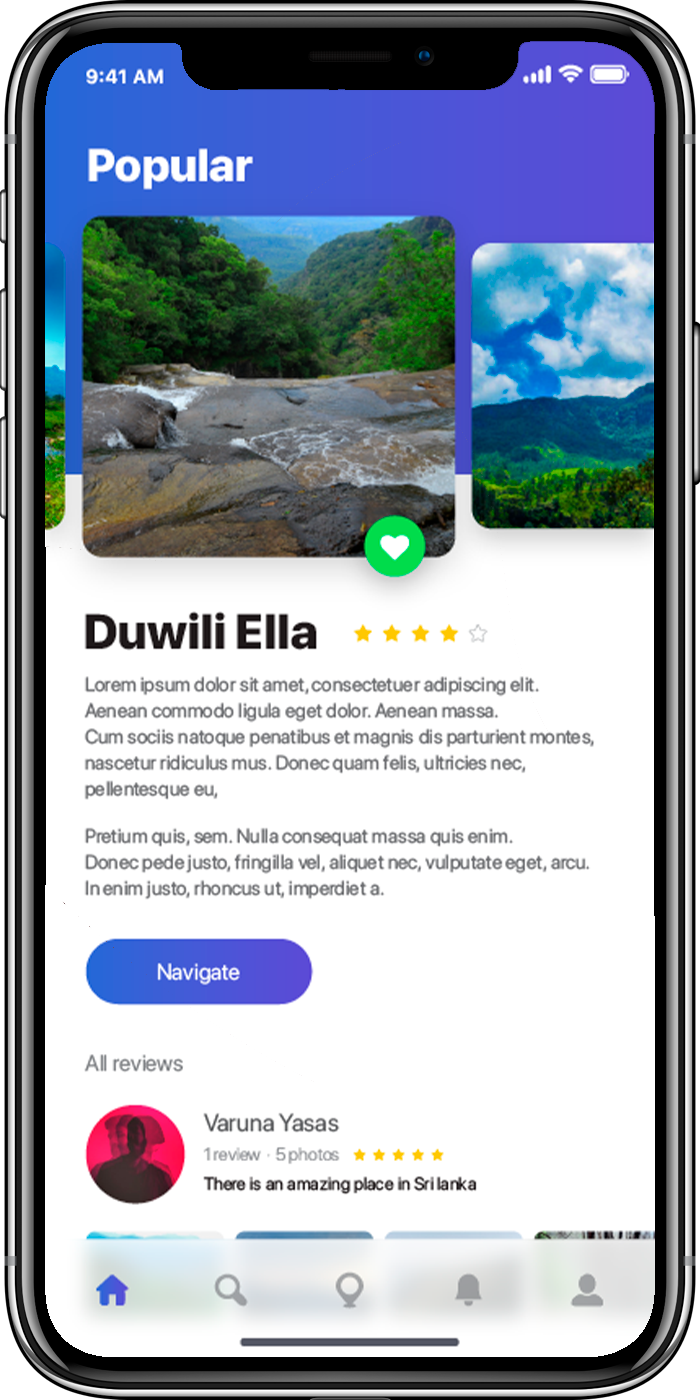 9:41 AM
Popular
Duwili Ella
Lorem ipsum dolor sit amet, consectetuer adipiscing elit.
Aenean commodo ligula eget dolor. Aenean massa.
Cum sociis natoque penatibus et magnis dis parturient montes,
nascetur ridiculus mus. Donec quam felis, ultricies nec,
pellentesque eu,
Pretium quis, sem. Nulla consequat massa quis enim.
Donec pede justo, fringilla vel, aliquet nec, vulputate eget, arcu.
In enim justo, rhoncus ut, imperdiet a.
Navigate
All reviews
Varuna Yasas
1 review · 5 photos
There is an amazing place in Sri lanka